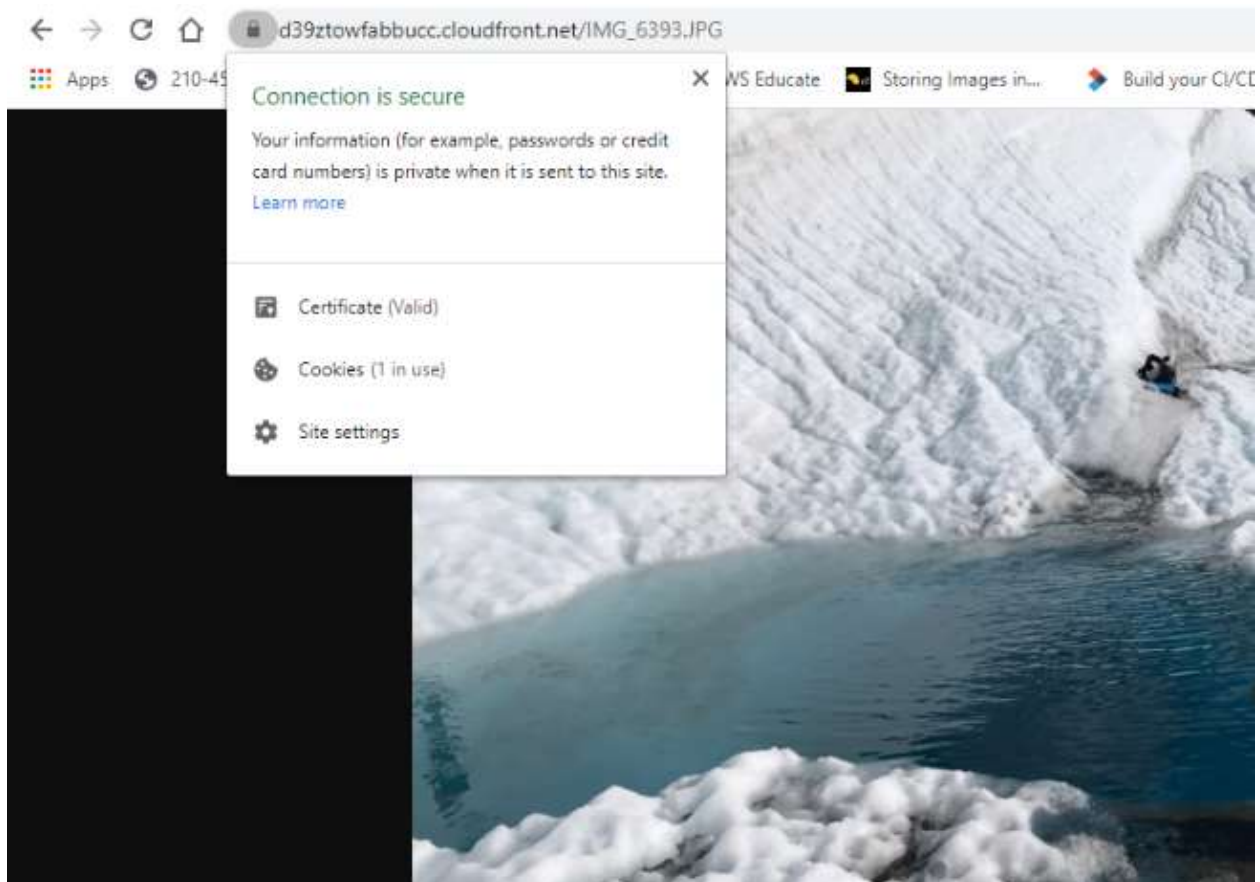 d39ztowfabbucc.cloudfront.net/IMG_6393.JPG
Apps 210-45 WS Educate Storing Images in... Build your CI/CD
Connection is secure
Your information (for example, passwords or credit
card numbers) is private when it is sent to this site.
Learn more
Certificate (Valid)
Cookies (1 in use)
Site settings